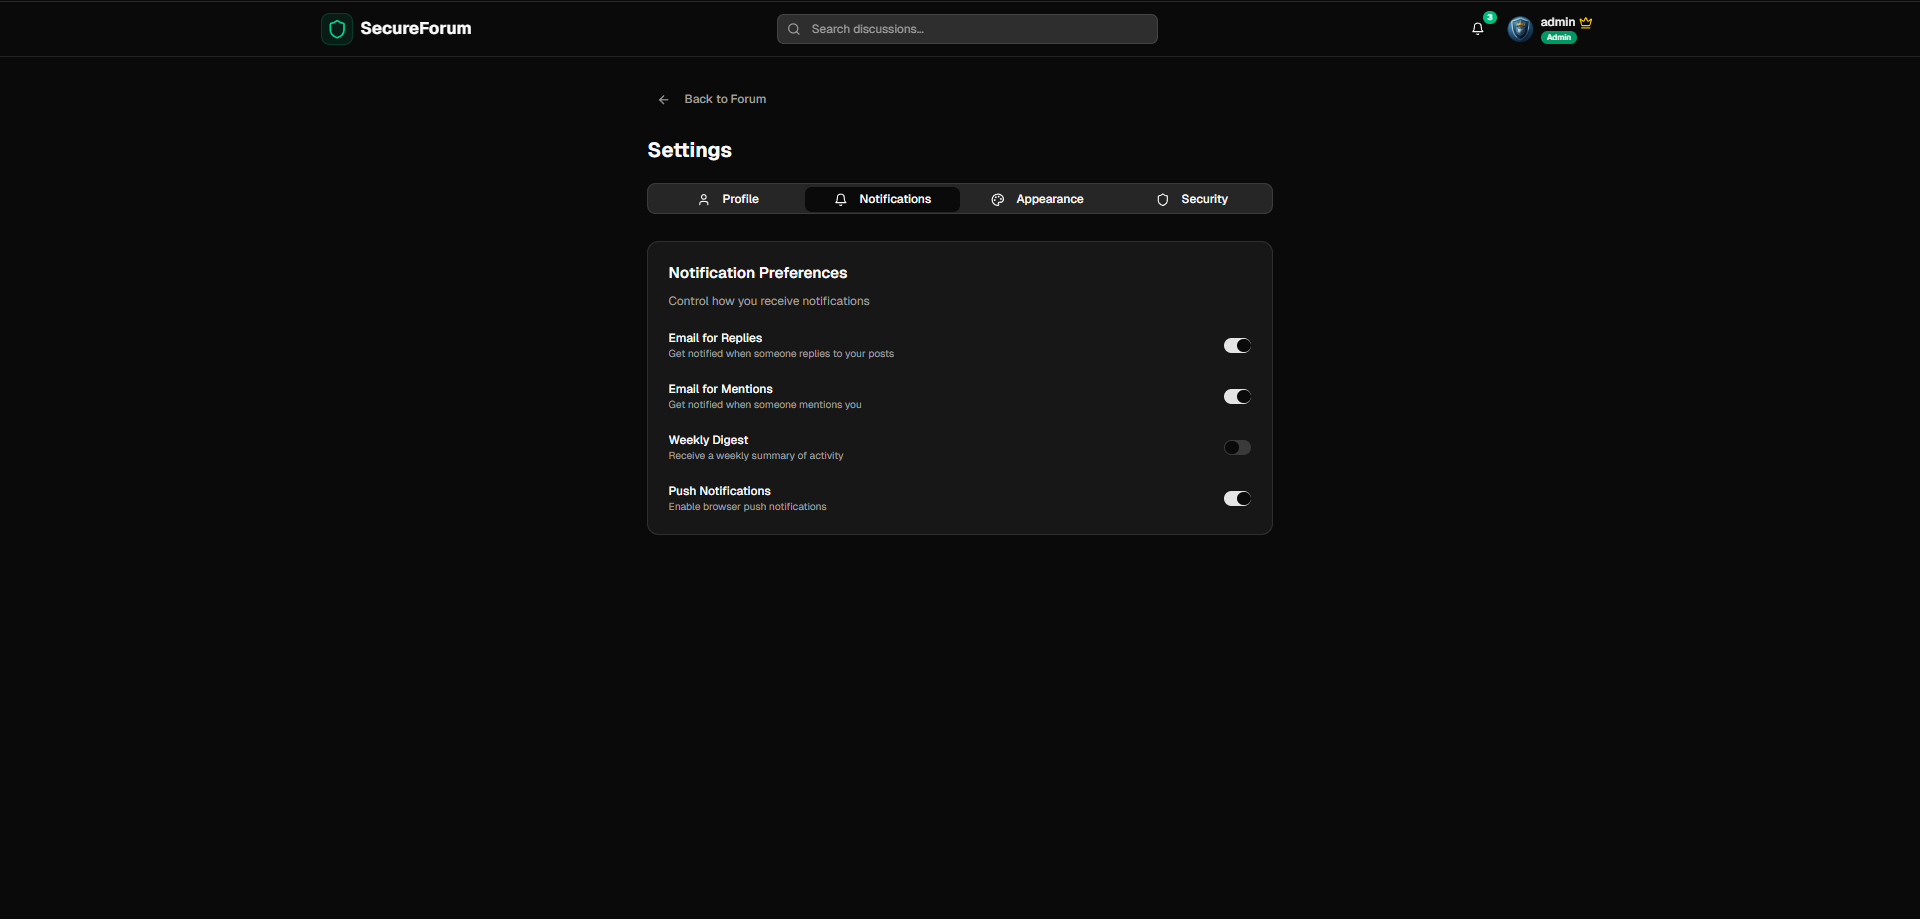 SecureForum
Search discussions...
3
admin
Admin
Back to Forum
Settings
Profile
Notifications
Appearance
Security
Notification Preferences
Control how you receive notifications
Email for Replies
Get notified when someone replies to your posts
Email for Mentions
Get notified when someone mentions you
Weekly Digest
Receive a weekly summary of activity
Push Notifications
Enable browser push notifications